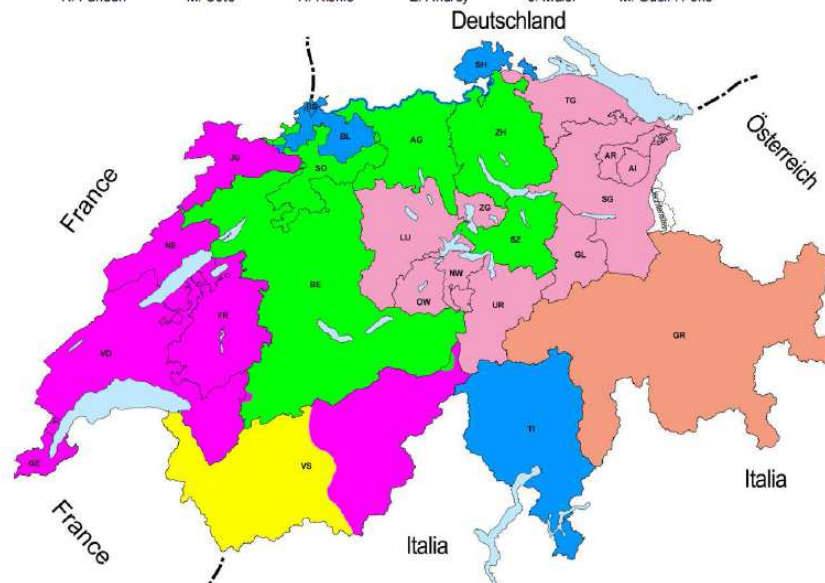 Deutschland
SH
TG
BS
BL
AG
ZH
Österreich
JU
SO
AR
AI
France
ZG
SG
NE
LU
SZ
GL
BE
NW
OW
UR
FR
GR
VD
TI
GE
VS
Italia
France
Italia